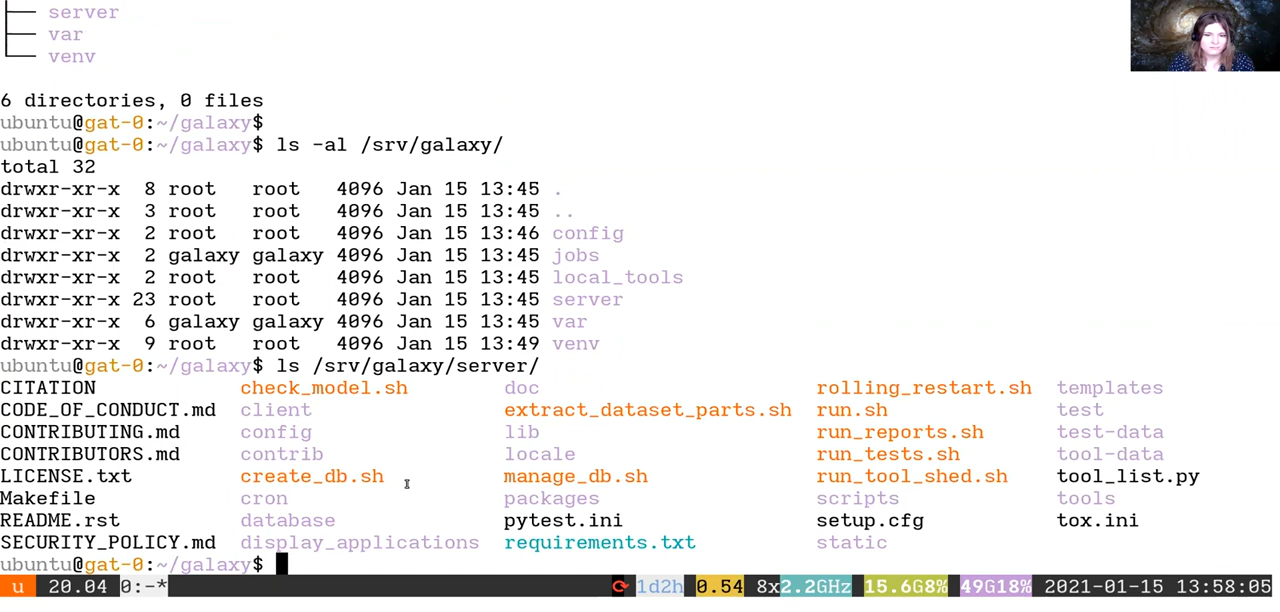 ├── server
├── var
└── venv
6 directories, 0 files
ubuntu@gat-0:~/galaxy$
ubuntu@gat-0:~/galaxy$ ls -al /srv/galaxy/
total 32
drwxr-xr-x  8 root   root   4096 Jan 15 13:45 .
drwxr-xr-x  3 root   root   4096 Jan 15 13:45 ..
drwxr-xr-x  2 root   root   4096 Jan 15 13:46 config
drwxr-xr-x  2 galaxy galaxy 4096 Jan 15 13:45 jobs
drwxr-xr-x  2 root   root   4096 Jan 15 13:45 local_tools
drwxr-xr-x 23 root   root   4096 Jan 15 13:45 server
drwxr-xr-x  6 galaxy galaxy 4096 Jan 15 13:45 var
drwxr-xr-x  9 root   root   4096 Jan 15 13:49 venv
ubuntu@gat-0:~/galaxy$ ls /srv/galaxy/server/
CITATION            check_model.sh        doc                       rolling_restart.sh  templates
CODE_OF_CONDUCT.md  client                extract_dataset_parts.sh  run.sh              test
CONTRIBUTING.md     config                lib                       run_reports.sh      test-data
CONTRIBUTORS.md     contrib               locale                    run_tests.sh        tool-data
LICENSE.txt         create_db.sh          manage_db.sh              run_tool_shed.sh    tool_list.py
Makefile            cron                  packages                  scripts             tools
README.rst          database              pytest.ini                setup.cfg           tox.ini
SECURITY_POLICY.md  display_applications  requirements.txt          static
ubuntu@gat-0:~/galaxy$
u 20.04 0:-* 1d2h 0.54 8x2.2GHz 15.6G8% 49G18% 2021-01-15 13:58:05